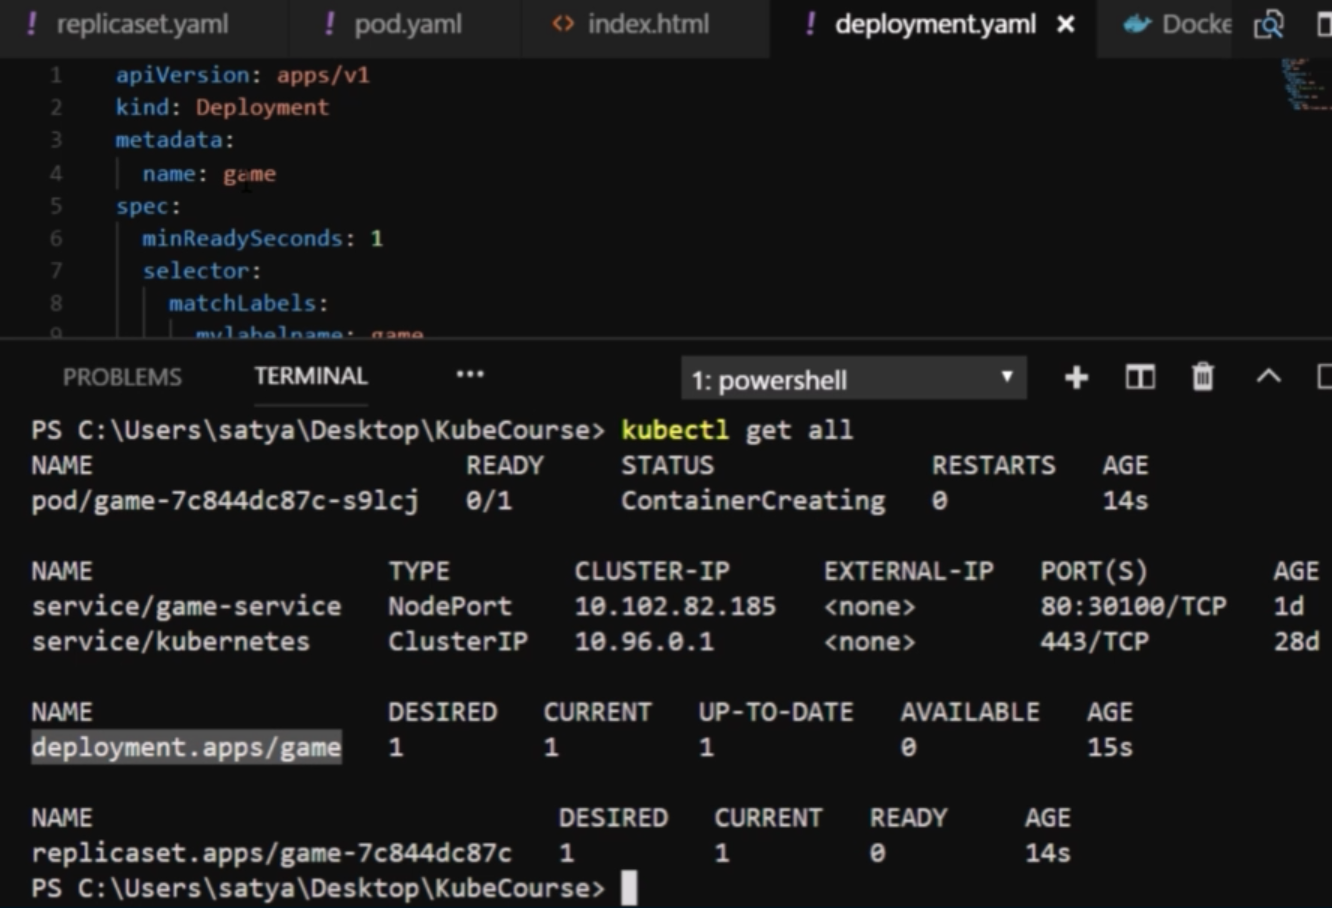 replicaset.yaml pod.yaml index.html deployment.yaml Docke
1 apiVersion: apps/v1
2 kind: Deployment
3 metadata:
4 name: game
5 spec:
6 minReadySeconds: 1
7 selector:
8 matchLabels:
9 mylabelname: game
PROBLEMS TERMINAL ••• 1: powershell
PS C:\Users\satya\Desktop\KubeCourse> kubectl get all
NAME READY STATUS RESTARTS AGE
pod/game-7c844dc87c-s9lcj 0/1 ContainerCreating 0 14s
NAME TYPE CLUSTER-IP EXTERNAL-IP PORT(S) AGE
service/game-service NodePort 10.102.82.185 <none> 80:30100/TCP 1d
service/kubernetes ClusterIP 10.96.0.1 <none> 443/TCP 28d
NAME DESIRED CURRENT UP-TO-DATE AVAILABLE AGE
deployment.apps/game 1 1 1 0 15s
NAME DESIRED CURRENT READY AGE
replicaset.apps/game-7c844dc87c 1 1 0 14s
PS C:\Users\satya\Desktop\KubeCourse>